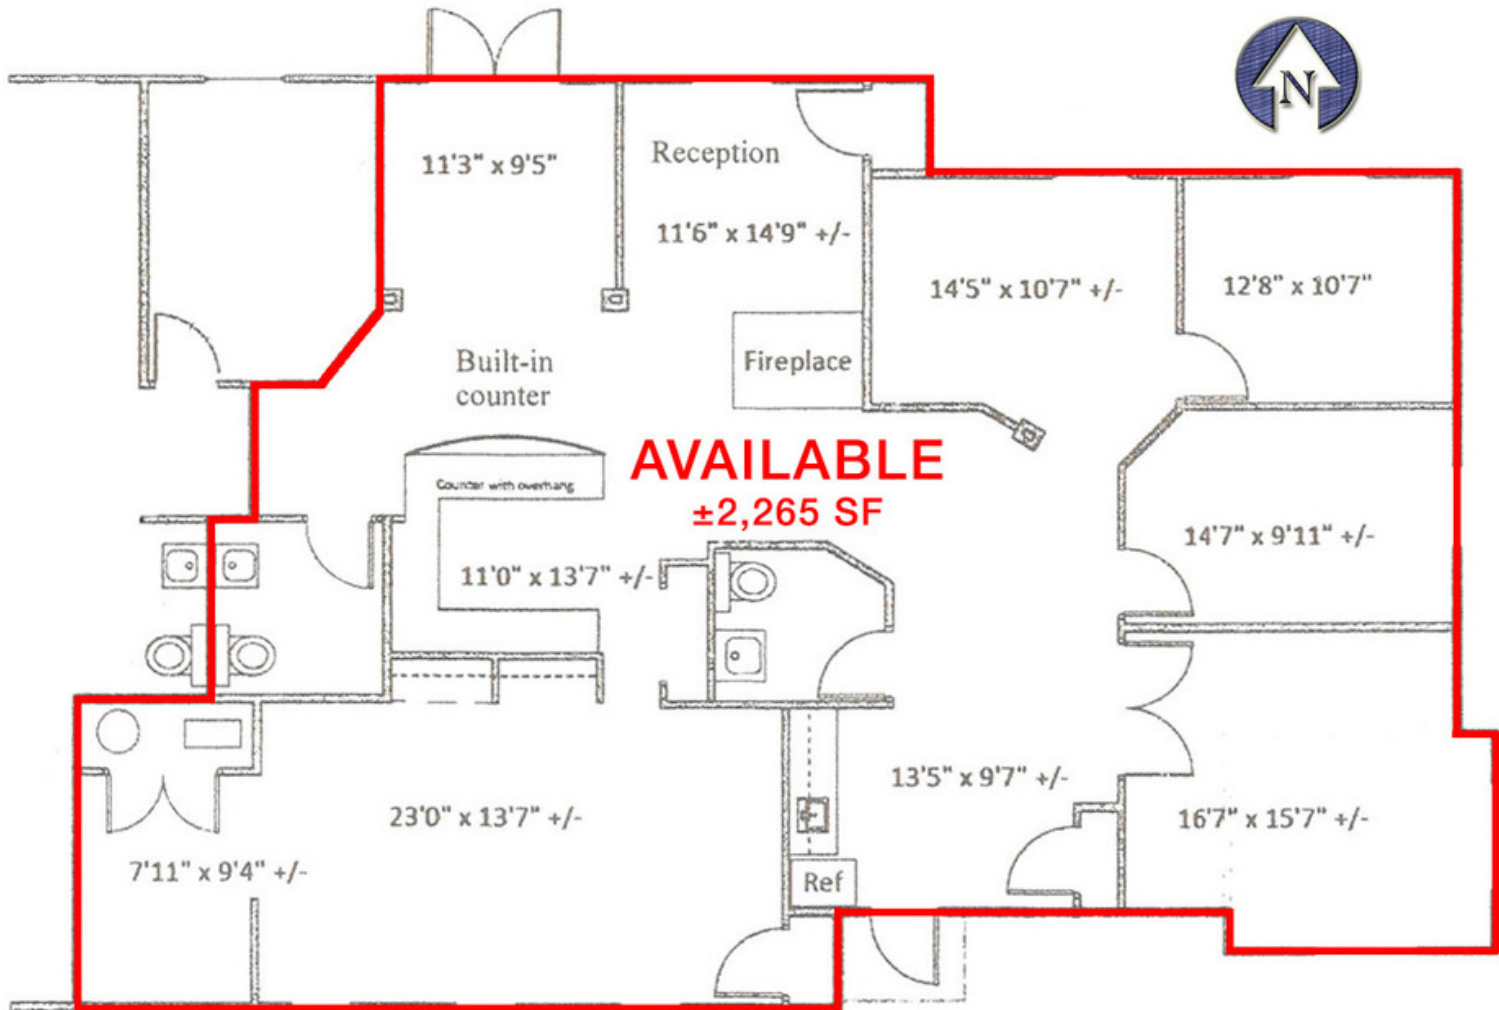 N
11'3" x 9'5"
Reception
11'6" x 14'9" +/-
14'5" x 10'7" +/-
12'8" x 10'7"
Built-in
counter
Fireplace
AVAILABLE
±2,265 SF
Counter with overhang
14'7" x 9'11" +/-
11'0" x 13'7" +/-
13'5" x 9'7" +/-
23'0" x 13'7" +/-
16'7" x 15'7" +/-
7'11" x 9'4" +/-
Ref